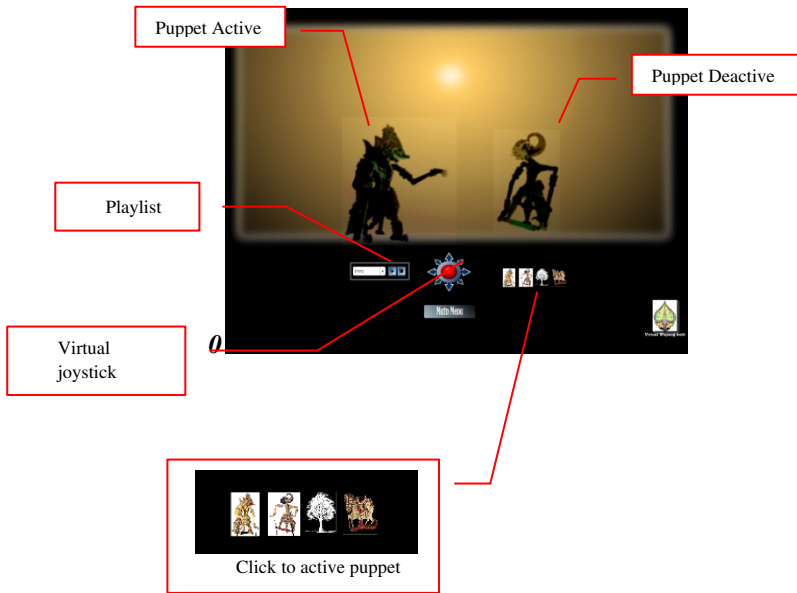 Puppet Active
Puppet Deactive
Playlist
Main Menu
Virtual Wayang Kulit
Virtual
joystick
0
Click to active puppet